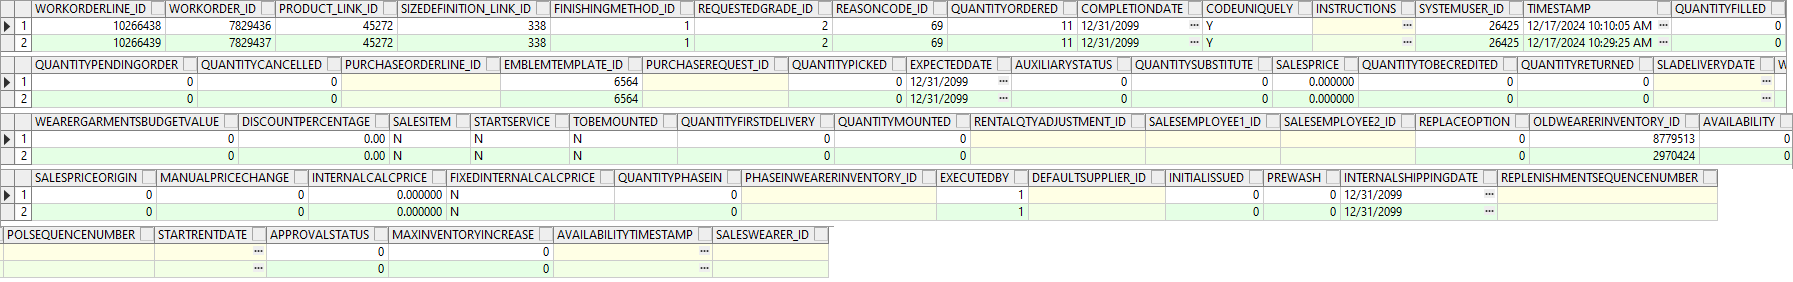 WORKORDERLINE_ID WORKORDER_ID PRODUCT_LINK_ID SIZEDEFINITION_LINK_ID FINISHINGMETHOD_ID REQUESTEDGRADE_ID REASONCODE_ID QUANTITYORDERED COMPLETIONDATE CODEUNIQUELY INSTRUCTIONS SYSTEMUSER_ID TIMESTAMP QUANTITYFILLED
1 10266438 7829436 45272 338 1 2 69 11 12/31/2099 ... Y ... 26425 12/17/2024 10:10:05 AM ... 0
2 10266439 7829437 45272 338 1 2 69 11 12/31/2099 ... Y ... 26425 12/17/2024 10:29:25 AM ... 0
QUANTITYPENDINGORDER QUANTITYCANCELLED PURCHASEORDERLINE_ID EMBLEMTEMPLATE_ID PURCHASEREQUEST_ID QUANTITYPICKED EXPECTEDDATE AUXILIARYSTATUS QUANTITYSUBSTITUTE SALESPRICE QUANTITYTOBECREDITED QUANTITYRETURNED SLADELIVERYDATE W
1 0 0 6564 0 12/31/2099 ... 0 0 0.000000 0 0 ...
2 0 0 6564 0 12/31/2099 ... 0 0 0.000000 0 0 ...
WEARERGARMENTSBUDGETVALUE DISCOUNTPERCENTAGE SALESITEM STARTSERVICE TOBEMOUNTED QUANTITYFIRSTDELIVERY QUANTITYMOUNTED RENTALQTYADJUSTMENT_ID SALESEMPLOYEE1_ID SALESEMPLOYEE2_ID REPLACEOPTION OLDWEARERINVENTORY_ID AVAILABILITY
1 0 0.00 N N N 0 0 0 8779513 0
2 0 0.00 N N N 0 0 0 2970424 0
SALESPRICEORIGIN MANUALPRICECHANGE INTERNALCALCPRICE FIXEDINTERNALCALCPRICE QUANTITYPHASEIN PHASEINWEARERINVENTORY_ID EXECUTEDBY DEFAULTSUPPLIER_ID INITIALISSUED PREWASH INTERNALSHIPPINGDATE REPLENISHMENTSEQUENCENUMBER
1 0 0 0.000000 N 0 1 0 0 12/31/2099 ...
2 0 0 0.000000 N 0 1 0 0 12/31/2099 ...
POLSEQUENCENUMBER STARTRENTDATE APPROVALSTATUS MAXINVENTORYINCREASE AVAILABILITYTIMESTAMP SALESWEARER_ID
... 0 0 ...
... 0 0 ...